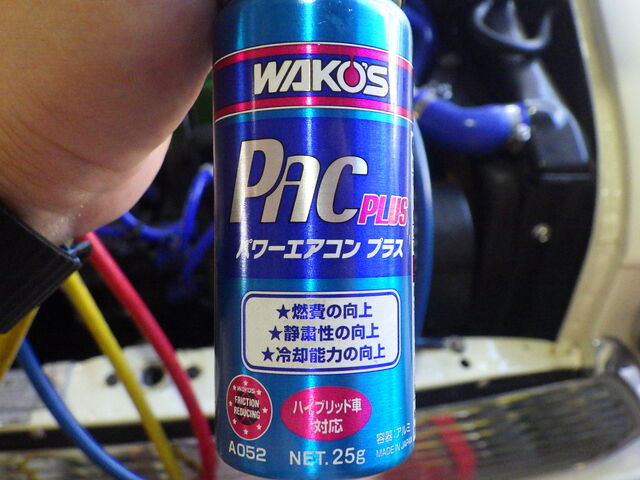 WAKO'S
PAC PLUS
パワーエアコン プラス
★燃費の向上
★静粛性の向上
★冷却能力の向上
WAKO'S
FRICTION
REDUCING
ハイブリッド車
対応
A052
NET. 25g
容器:アルミ
MADE IN JAPAN